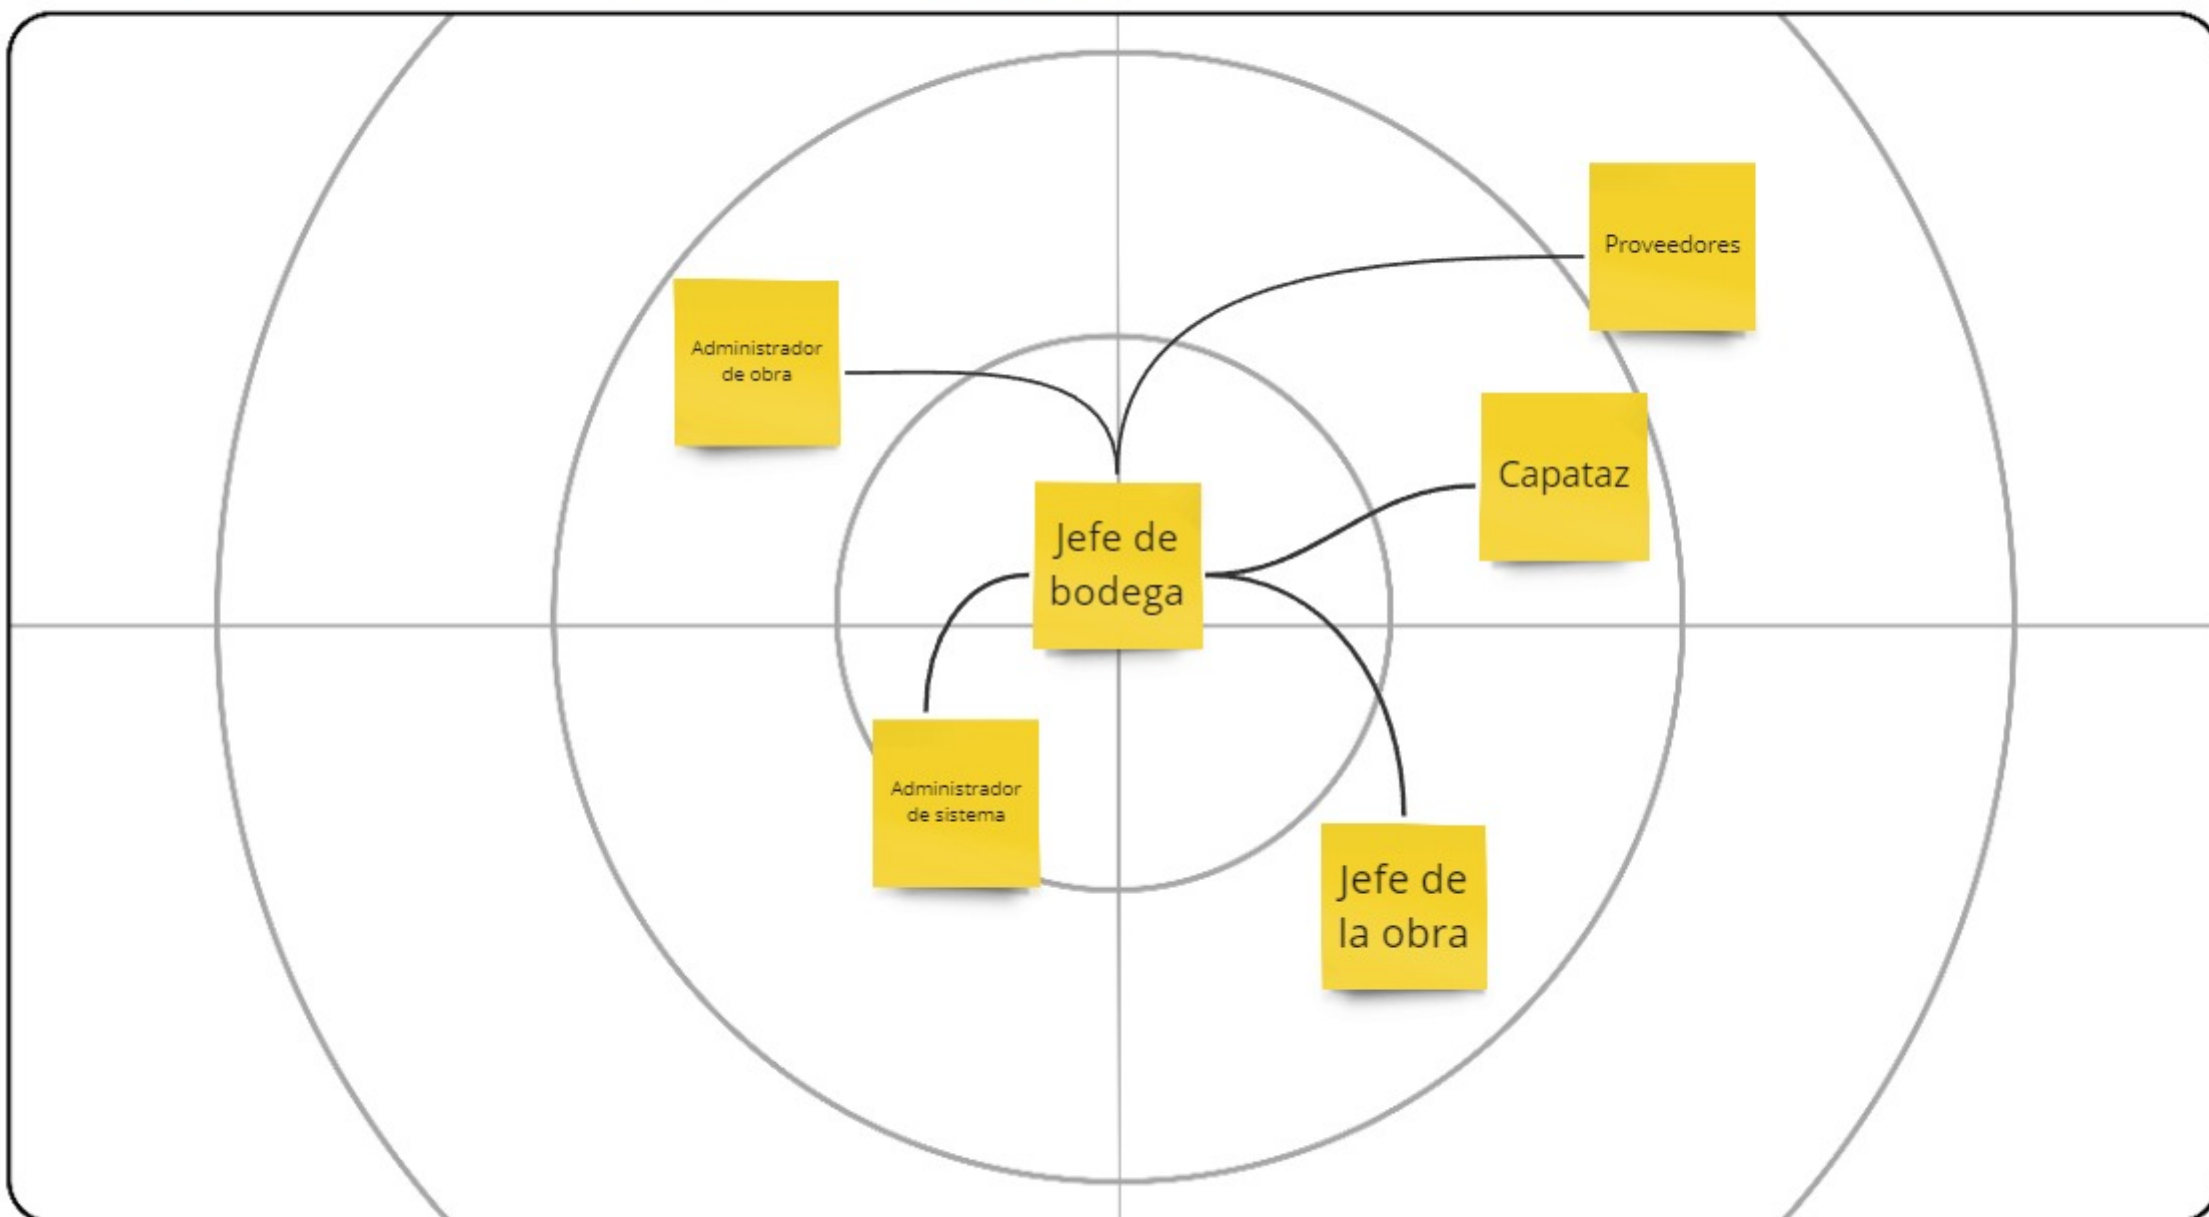 Proveedores
Administrador
de obra
Capataz
Jefe de
bodega
Administrador
de sistema
Jefe de
la obra